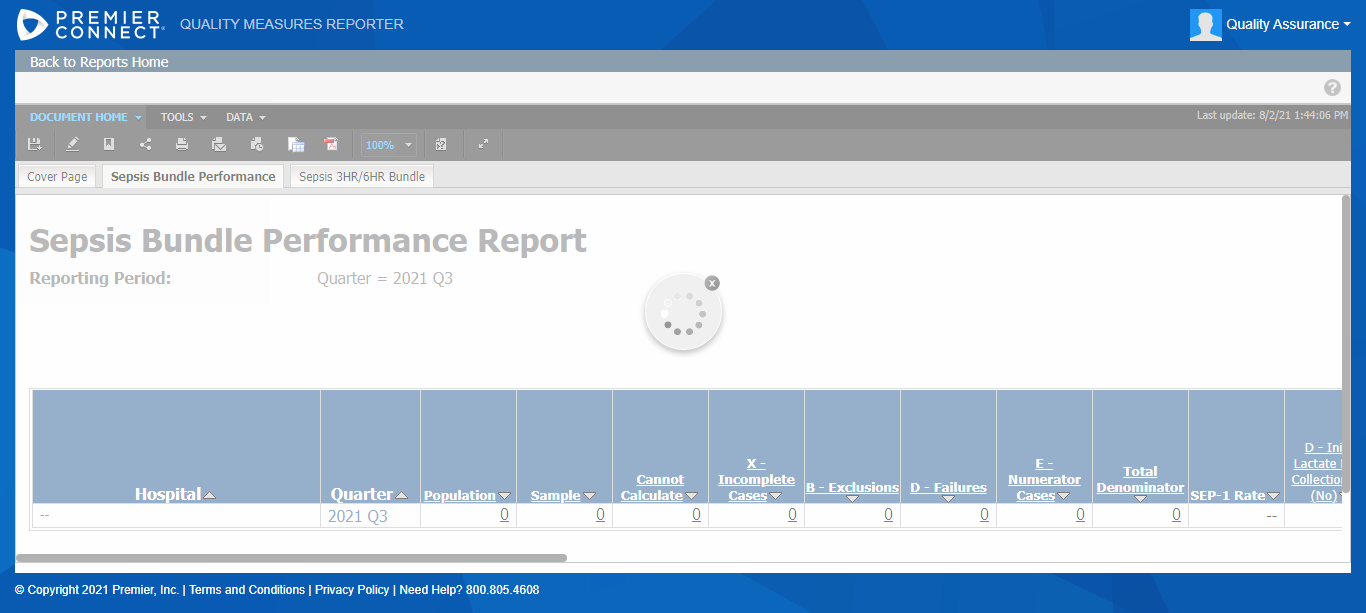 PREMIER CONNECT® QUALITY MEASURES REPORTER
Quality Assurance
Back to Reports Home
?
DOCUMENT HOME TOOLS DATA
Last update: 8/2/21 1:44:06 PM
100%
Cover Page Sepsis Bundle Performance Sepsis 3HR/6HR Bundle
Sepsis Bundle Performance Report
Reporting Period: Quarter = 2021 Q3
x
Hospital
Quarter
Population
Sample
Cannot
Calculate
X -
Incomplete
Cases
B - Exclusions
D - Failures
E -
Numerator
Cases
Total
Denominator
SEP-1 Rate
D - Ini
Lactate
Collection
(No)
-- 2021 Q3 0 0 0 0 0 0 0 0 --
© Copyright 2021 Premier, Inc. | Terms and Conditions | Privacy Policy | Need Help? 800.805.4608